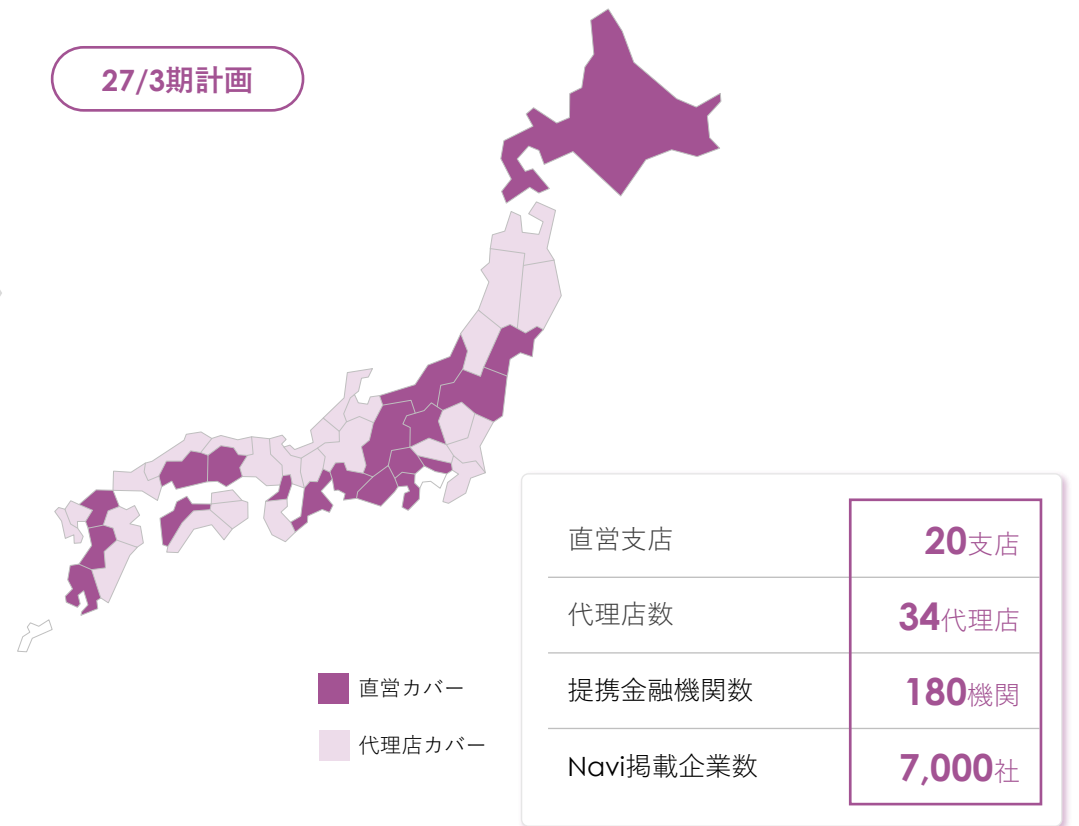 27/3期計画
直営支店 20支店
代理店数 34代理店
提携金融機関数 180機関
Navi掲載企業数 7,000社
直営カバー
代理店カバー